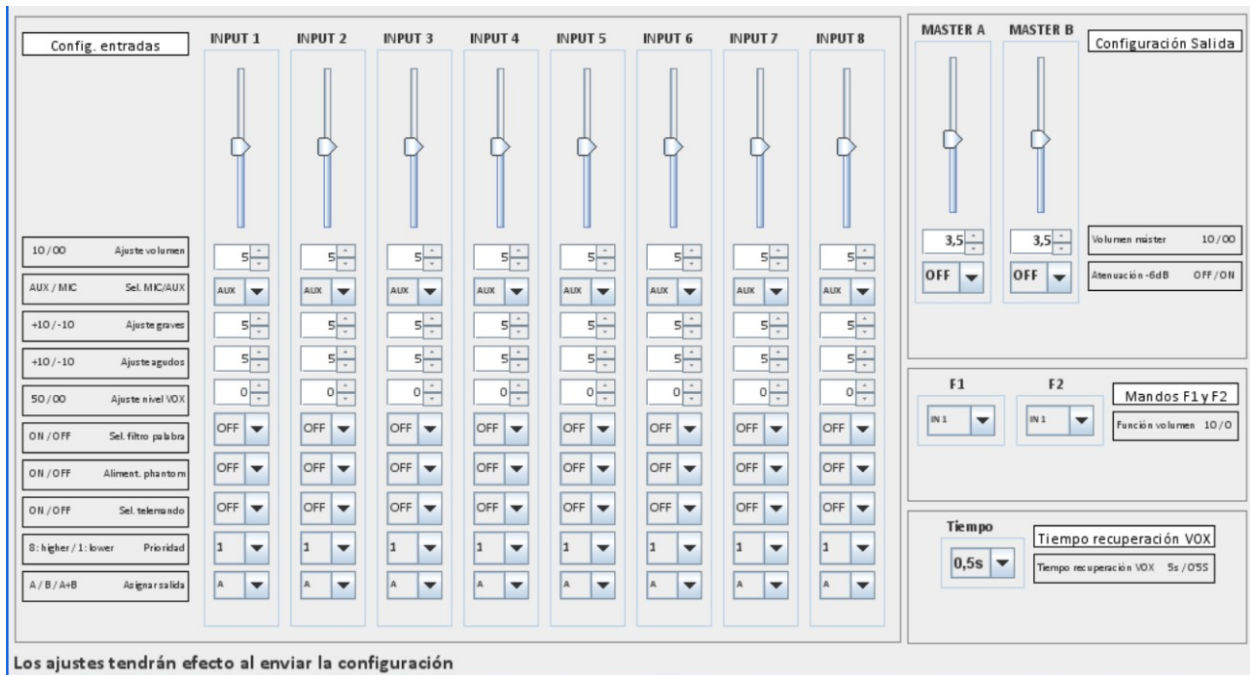 Config. entradas
INPUT 1 INPUT 2 INPUT 3 INPUT 4 INPUT 5 INPUT 6 INPUT 7 INPUT 8
10/00 Ajuste volumen 5 5 5 5 5 5 5 5
AUX / MIC Sel. MIC/AUX AUX AUX AUX AUX AUX AUX AUX AUX
+10/-10 Ajuste graves 5 5 5 5 5 5 5 5
+10/-10 Ajuste agudos 5 5 5 5 5 5 5 5
50/00 Ajuste nivel VOX 0 0 0 0 0 0 0 0
ON/OFF Sel. filtro palabra OFF OFF OFF OFF OFF OFF OFF OFF
ON/OFF Aliment. phantom OFF OFF OFF OFF OFF OFF OFF OFF
ON/OFF Sel. telemando OFF OFF OFF OFF OFF OFF OFF OFF
8: higher / 1: lower Prioridad 1 1 1 1 1 1 1 1
A / B / A+B Asignar salida A A A A A A A A
MASTER A MASTER B Configuración Salida
3,5 3,5 Volumen máster 10/00
OFF OFF Atenuación -6dB OFF/ON
F1 F2 Mandos F1 y F2
IN 1 IN 1 Función volumen 10/0
Tiempo Tiempo recuperación VOX
0,5s Tiempo recuperación VOX 5s /05S
Los ajustes tendrán efecto al enviar la configuración